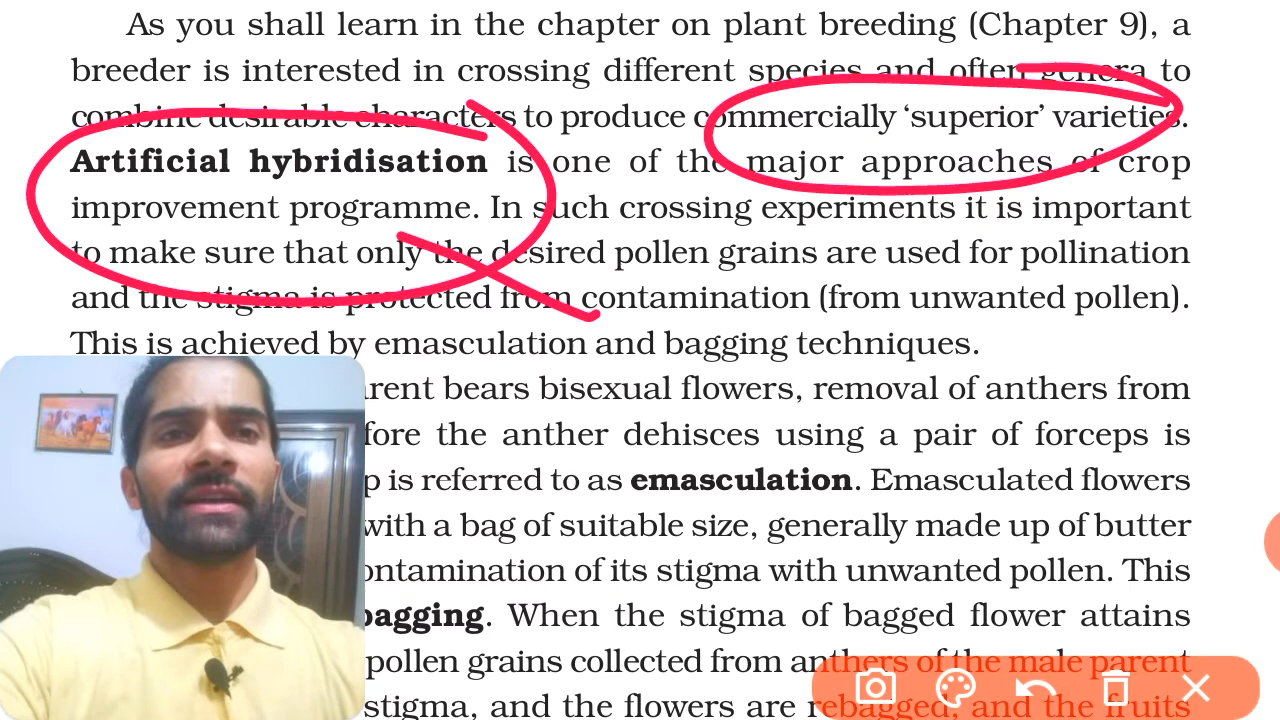 As you shall learn in the chapter on plant breeding (Chapter 9), a
breeder is interested in crossing different species and often genera to
combine desirable characters to produce commercially ‘superior’ varieties.
Artificial hybridisation is one of the major approaches of crop
improvement programme. In such crossing experiments it is important
to make sure that only the desired pollen grains are used for pollination
and the stigma is protected from contamination (from unwanted pollen).
This is achieved by emasculation and bagging techniques.
bears bisexual flowers, removal of anthers from
the anther dehisces using a pair of forceps is
is referred to as emasculation. Emasculated flowers
with a bag of suitable size, generally made up of butter
of its stigma with unwanted pollen. This
bagging. When the stigma of bagged flower attains
pollen grains collected from anthers of the male parent
stigma, and the flowers are rebagged, and the fruits